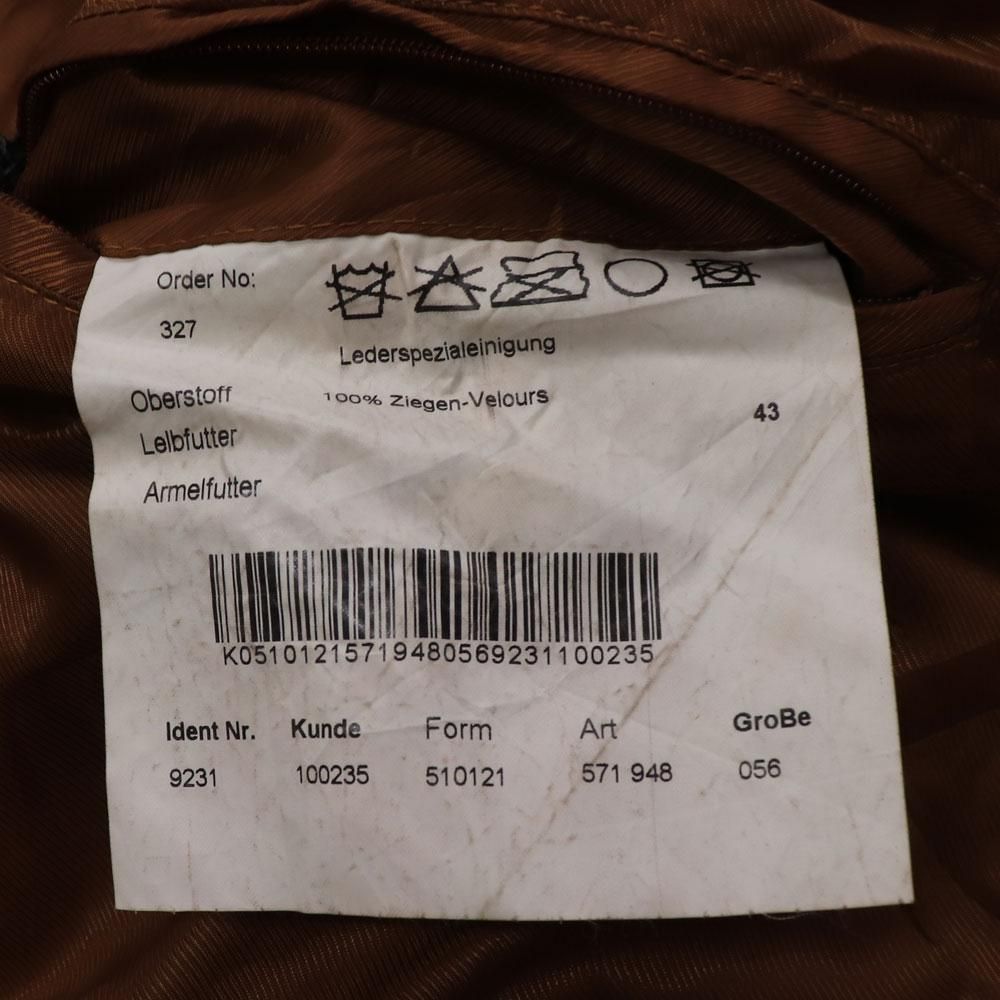 Order No:
327
Lederspezialeinigung
Oberstoff 100% Ziegen-Velours 43
Lelbfutter
Armelfutter
K05101215719480569231100235
Ident Nr. Kunde Form Art GroBe
9231 100235 510121 571 948 056